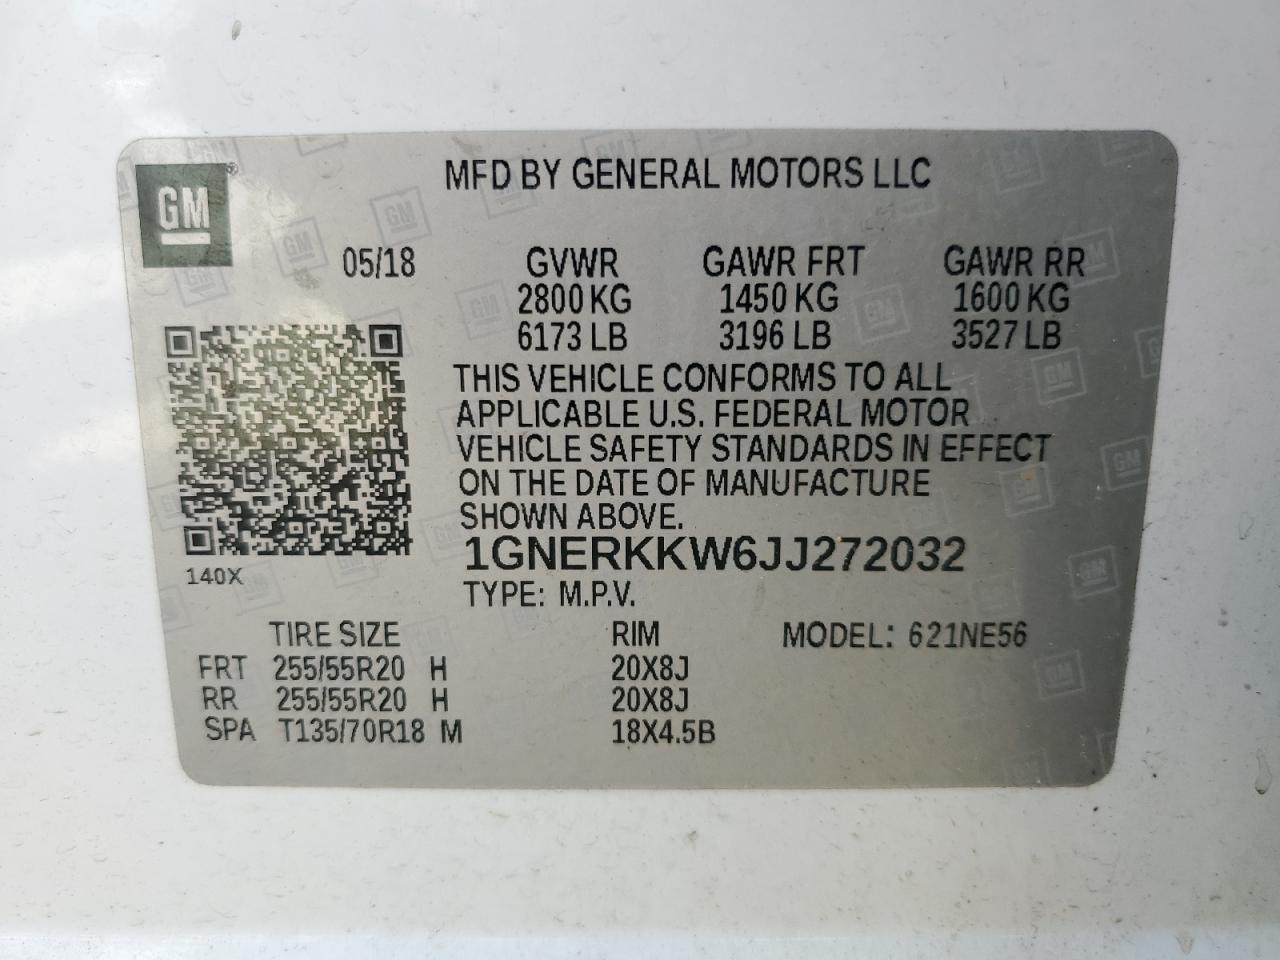 GM®
MFD BY GENERAL MOTORS LLC
05/18 GVWR GAWR FRT GAWR RR
2800 KG 1450 KG 1600 KG
6173 LB 3196 LB 3527 LB
THIS VEHICLE CONFORMS TO ALL
APPLICABLE U.S. FEDERAL MOTOR
VEHICLE SAFETY STANDARDS IN EFFECT
ON THE DATE OF MANUFACTURE
SHOWN ABOVE.
1GNERKKW6JJ272032
140X
TYPE: M.P.V.
TIRE SIZE RIM MODEL: 621NE56
FRT 255/55R20 H 20X8J
RR 255/55R20 H 20X8J
SPA T135/70R18 M 18X4.5B